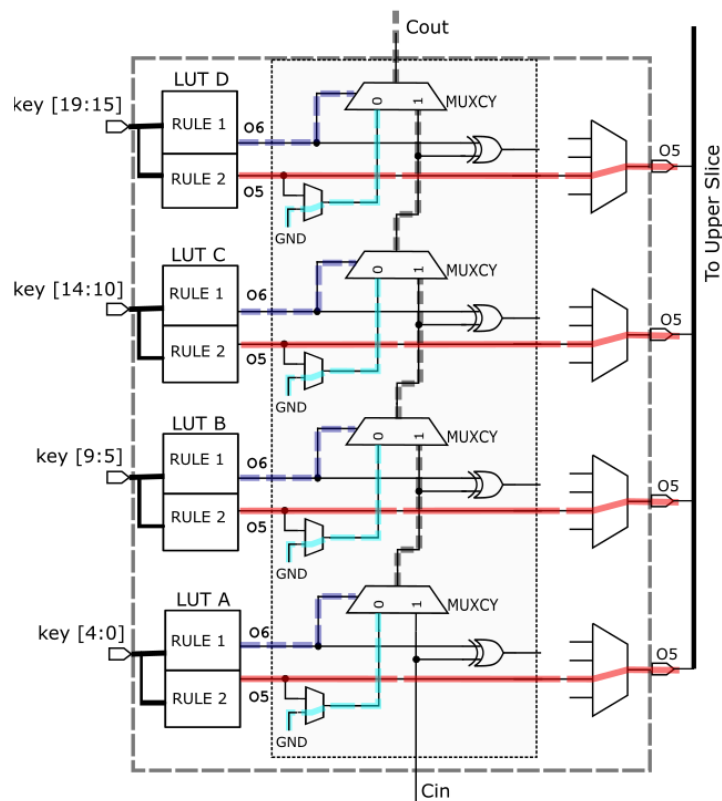 Cout
LUT D
key [19:15]
RULE 1
O6
RULE 2
O5
0 1
MUXCY
GND
O5
LUT C
key [14:10]
RULE 1
O6
RULE 2
O5
0 1
MUXCY
GND
O5
LUT B
key [9:5]
RULE 1
O6
RULE 2
O5
0 1
MUXCY
GND
O5
LUT A
key [4:0]
RULE 1
O6
RULE 2
O5
0 1
MUXCY
GND
O5
Cin
To Upper Slice